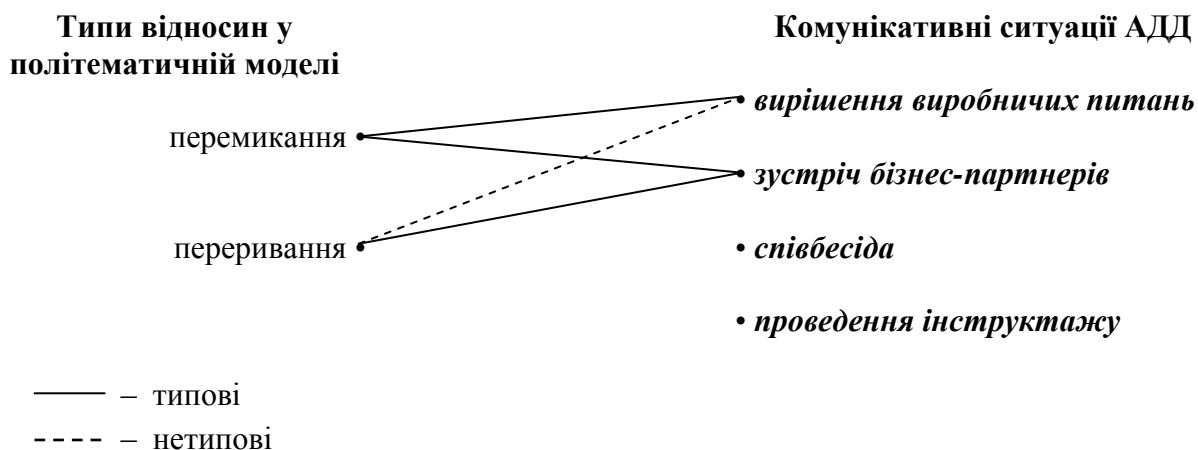 Типи відносин у
політематичній моделі
Комунікативні ситуації АДД
перемикання •
• вирішення виробничих питань
• зустріч бізнес-партнерів
переривання •
• співбесіда
• проведення інструктажу
– типові
– нетипові